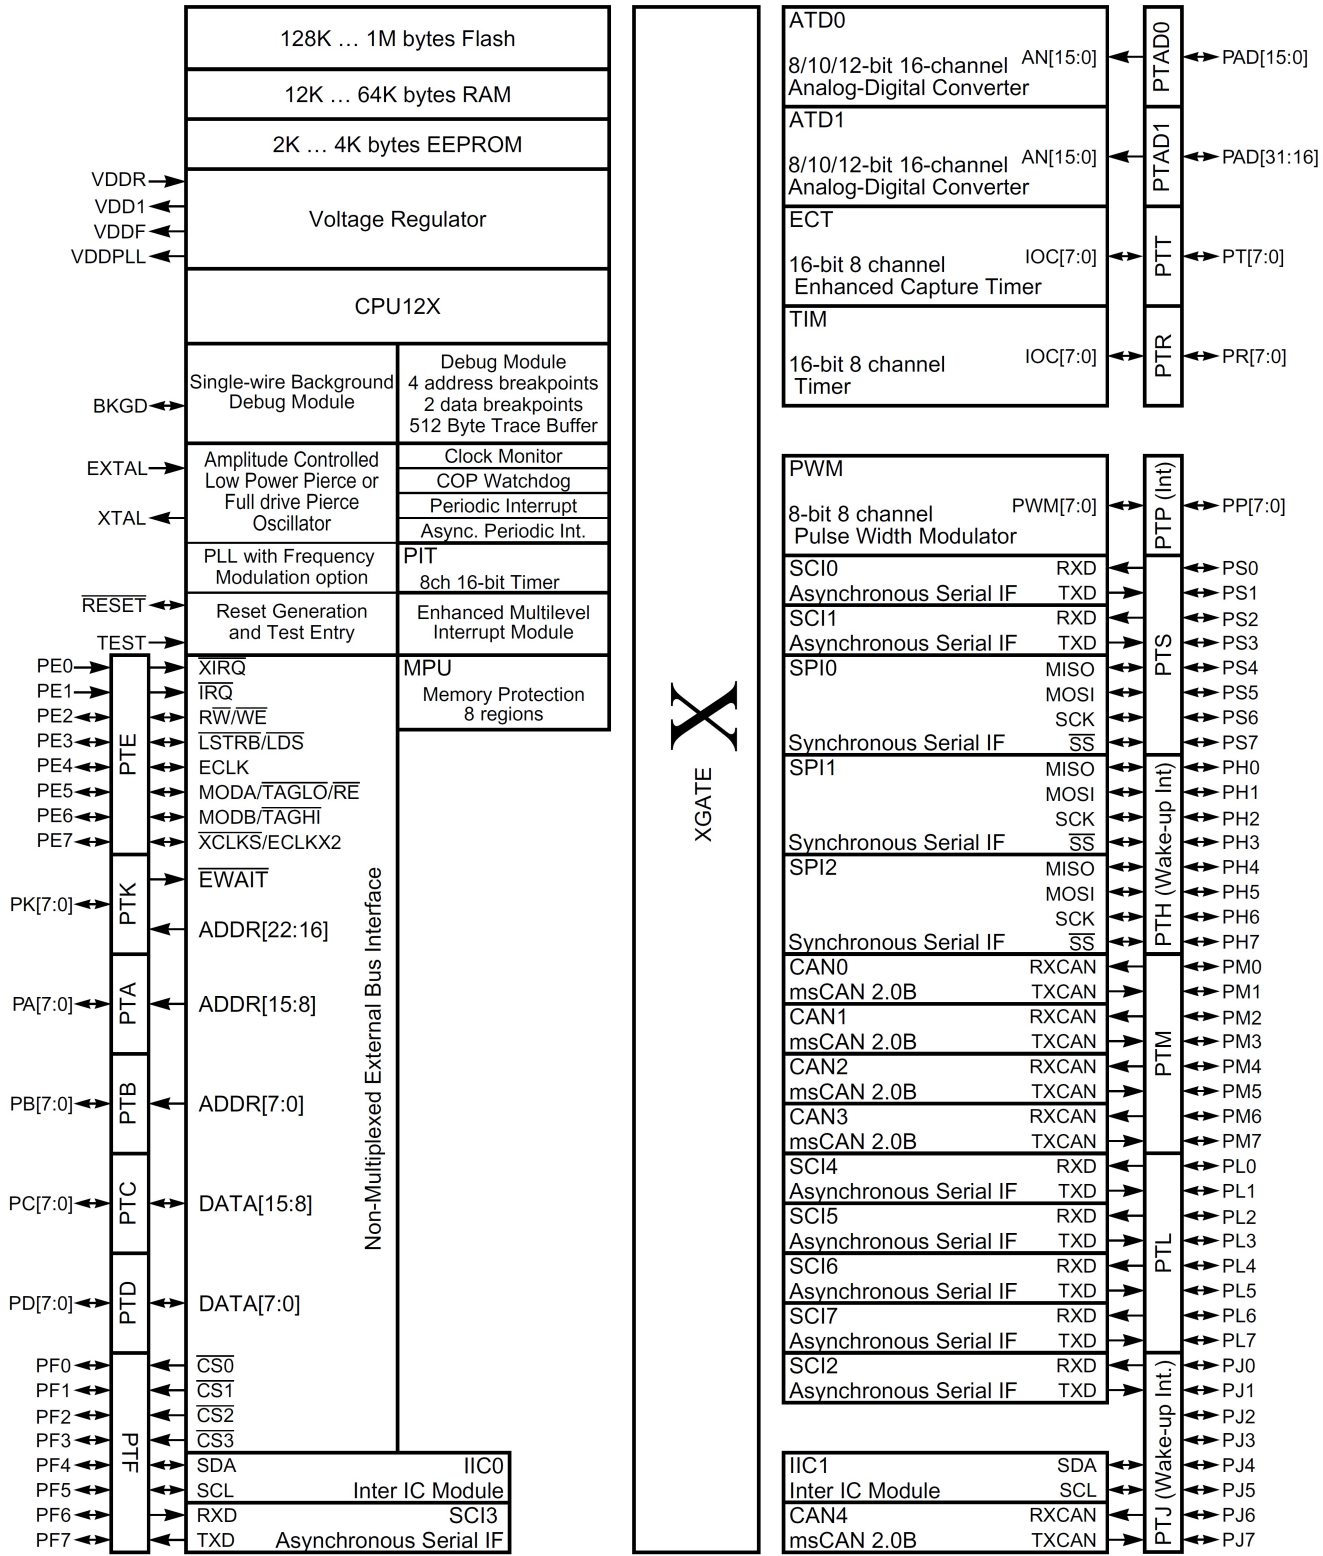 128K … 1M bytes Flash
12K … 64K bytes RAM
2K … 4K bytes EEPROM
VDDR
VDD1
VDDF
VDDPLL
Voltage Regulator
CPU12X
BKGD
Single-wire Background
Debug Module
Debug Module
4 address breakpoints
2 data breakpoints
512 Byte Trace Buffer
EXTAL
XTAL
Amplitude Controlled
Low Power Pierce or
Full drive Pierce
Oscillator
Clock Monitor
COP Watchdog
Periodic Interrupt
Async. Periodic Int.
PLL with Frequency
Modulation option
PIT
8ch 16-bit Timer
RESET
TEST
Reset Generation
and Test Entry
Enhanced Multilevel
Interrupt Module
MPU
Memory Protection
8 regions
PE0 XIRQ
PE1 IRQ
PE2 RW/WE
PE3 LSTRB/LDS
PE4 ECLK
PE5 MODA/TAGLO/RE
PE6 MODB/TAGHI
PE7 XCLKS/ECLKX2
PTE
EWAIT
PK[7:0] PTK
ADDR[22:16]
PA[7:0] PTA ADDR[15:8]
PB[7:0] PTB ADDR[7:0]
PC[7:0] PTC DATA[15:8]
PD[7:0] PTD DATA[7:0]
Non-Multiplexed External Bus Interface
PF0 CS0
PF1 CS1
PF2 CS2
PF3 CS3
PTF
PF4 SDA IIC0
PF5 SCL Inter IC Module
PF6 RXD SCI3
PF7 TXD Asynchronous Serial IF
X
XGATE
ATD0
8/10/12-bit 16-channel AN[15:0] PTAD0 PAD[15:0]
Analog-Digital Converter
ATD1
8/10/12-bit 16-channel AN[15:0] PTAD1 PAD[31:16]
Analog-Digital Converter
ECT
16-bit 8 channel IOC[7:0] PTT PT[7:0]
Enhanced Capture Timer
TIM
16-bit 8 channel IOC[7:0] PTR PR[7:0]
Timer
PWM
8-bit 8 channel PWM[7:0] PTP (Int) PP[7:0]
Pulse Width Modulator
SCI0 RXD PS0
Asynchronous Serial IF TXD PS1
SCI1 RXD PS2
Asynchronous Serial IF TXD PS3
PTS
SPI0 MISO PS4
MOSI PS5
SCK PS6
Synchronous Serial IF SS PS7
SPI1 MISO PH0
MOSI PH1
SCK PH2
Synchronous Serial IF SS PH3
PTH (Wake-up Int)
SPI2 MISO PH4
MOSI PH5
SCK PH6
Synchronous Serial IF SS PH7
CAN0 RXCAN PM0
msCAN 2.0B TXCAN PM1
CAN1 RXCAN PM2
msCAN 2.0B TXCAN PM3
PTM
CAN2 RXCAN PM4
msCAN 2.0B TXCAN PM5
CAN3 RXCAN PM6
msCAN 2.0B TXCAN PM7
SCI4 RXD PL0
Asynchronous Serial IF TXD PL1
SCI5 RXD PL2
Asynchronous Serial IF TXD PL3
PTL
SCI6 RXD PL4
Asynchronous Serial IF TXD PL5
SCI7 RXD PL6
Asynchronous Serial IF TXD PL7
SCI2 RXD PJ0
Asynchronous Serial IF TXD PJ1
PJ2
PJ3
PTJ (Wake-up Int.)
IIC1 SDA PJ4
Inter IC Module SCL PJ5
CAN4 RXCAN PJ6
msCAN 2.0B TXCAN PJ7